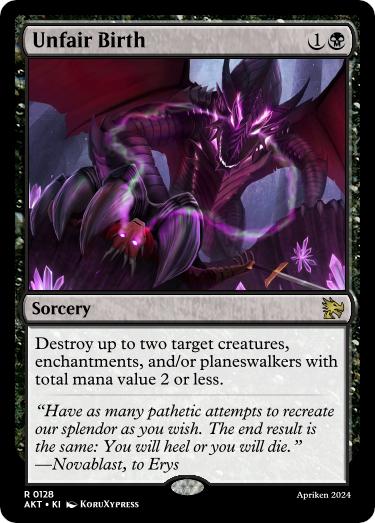 Unfair Birth 1
Sorcery
Destroy up to two target creatures,
enchantments, and/or planeswalkers with
total mana value 2 or less.
“Have as many pathetic attempts to recreate
our splendor as you wish. The end result is
the same: You will heel or you will die.”
—Novablast, to Erys
R 0128
AKT • KI KoruXypress
Apriken 2024